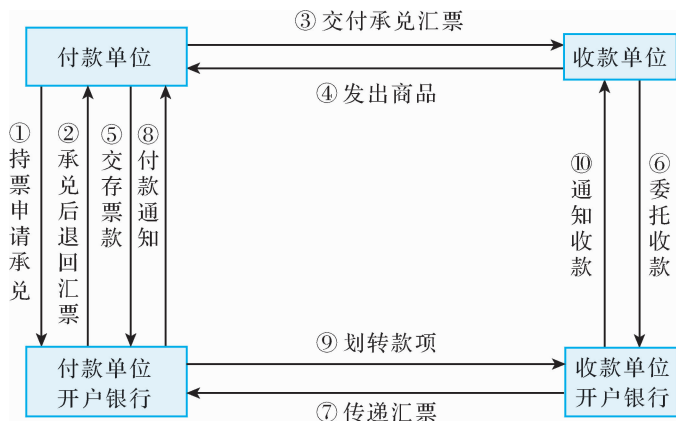 ③ 交付承兑汇票
付款单位
收款单位
④ 发出商品
①持票申请承兑
②承兑后退回汇票
⑤交存票款
⑧付款通知
⑩通知收款
⑥委托收款
⑨ 划转款项
付款单位
开户银行
收款单位
开户银行
⑦ 传递汇票